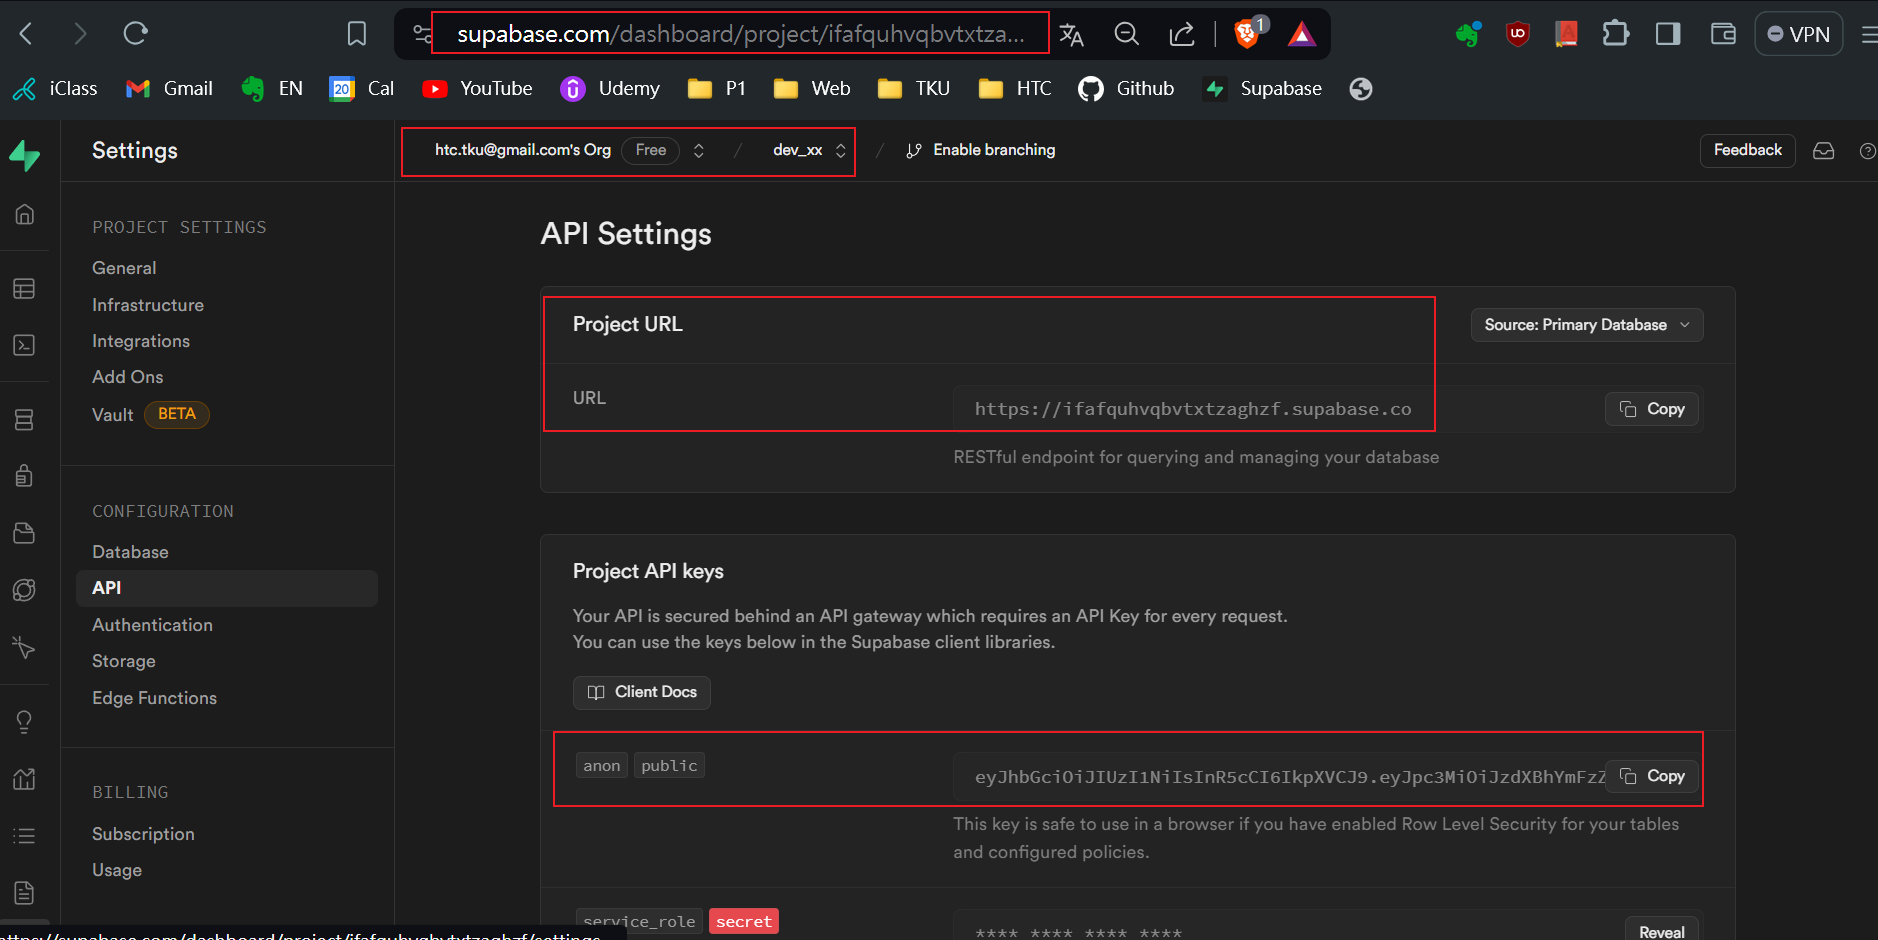 supabase.com/dashboard/project/ifafquhvqbvtxtza...
1
VPN
iClass
Gmail
EN
20
Cal
YouTube
Udemy
P1
Web
TKU
HTC
Github
Supabase
Settings
htc.tku@gmail.com's Org Free / dev_xx / Enable branching
Feedback
PROJECT SETTINGS
General
Infrastructure
Integrations
Add Ons
Vault BETA
CONFIGURATION
Database
API
Authentication
Storage
Edge Functions
BILLING
Subscription
Usage
API Settings
Project URL
Source: Primary Database
URL
https://ifafquhvqbvtxtzaghzf.supabase.co
Copy
RESTful endpoint for querying and managing your database
Project API keys
Your API is secured behind an API gateway which requires an API Key for every request.
You can use the keys below in the Supabase client libraries.
Client Docs
anon public
eyJhbGciOiJIUzI1NiIsInR5cCI6IkpXVCJ9.eyJpc3MiOiJzdXBhYmFzZ
Copy
This key is safe to use in a browser if you have enabled Row Level Security for your tables
and configured policies.
service_role secret
**** **** **** ****
Reveal
https://supabase.com/dashboard/project/ifafquhvqbvtxtzaghzf/settings